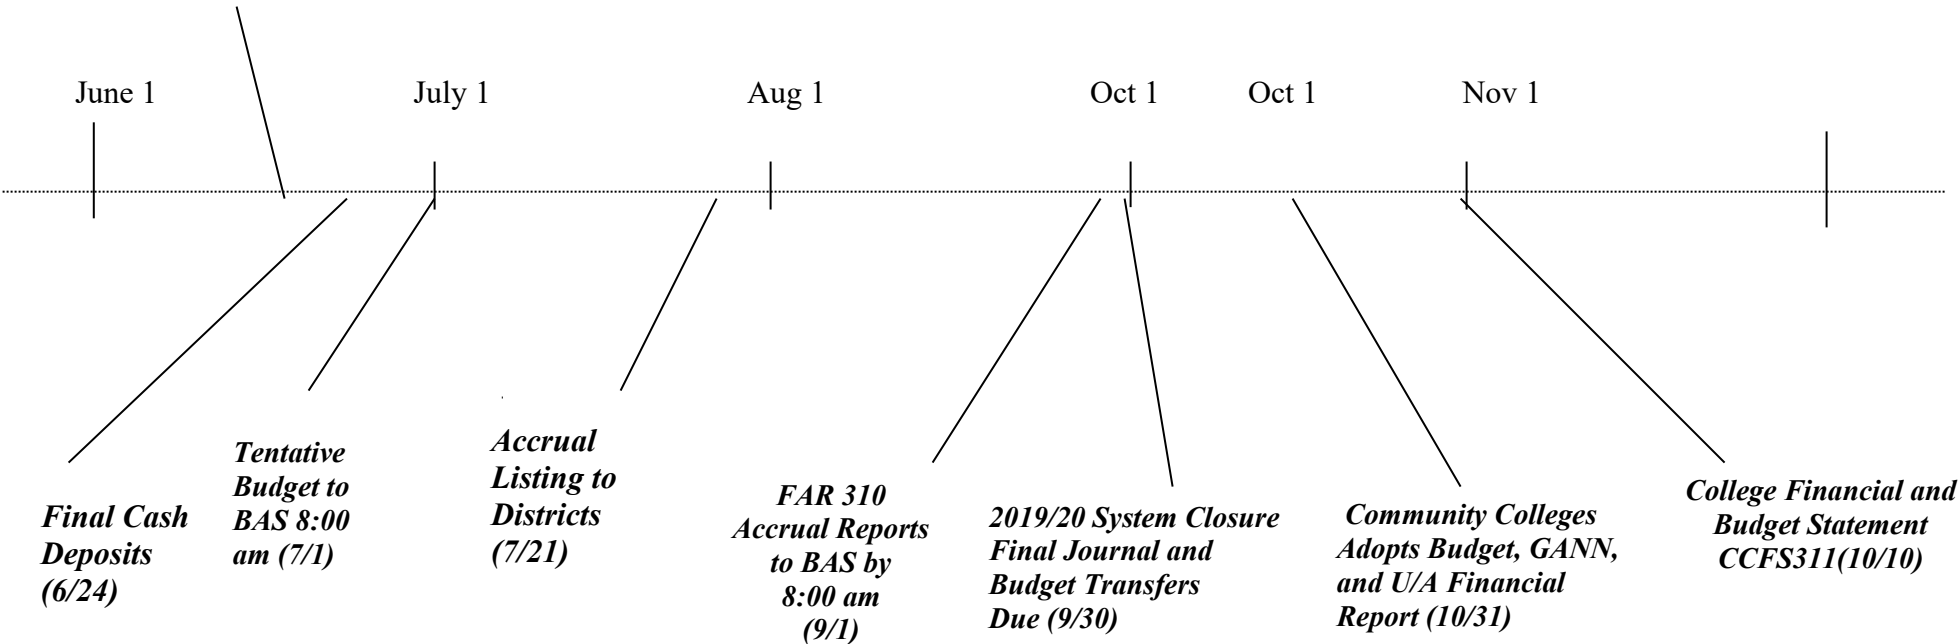 June 1
July 1
Aug 1
Oct 1
Oct 1
Nov 1
Final Cash
Deposits
(6/24)
Tentative
Budget to
BAS 8:00
am (7/1)
Accrual
Listing to
Districts
(7/21)
FAR 310
Accrual Reports
to BAS by
8:00 am
(9/1)
2019/20 System Closure
Final Journal and
Budget Transfers
Due (9/30)
Community Colleges
Adopts Budget, GANN,
and U/A Financial
Report (10/31)
College Financial and
Budget Statement
CCFS311(10/10)